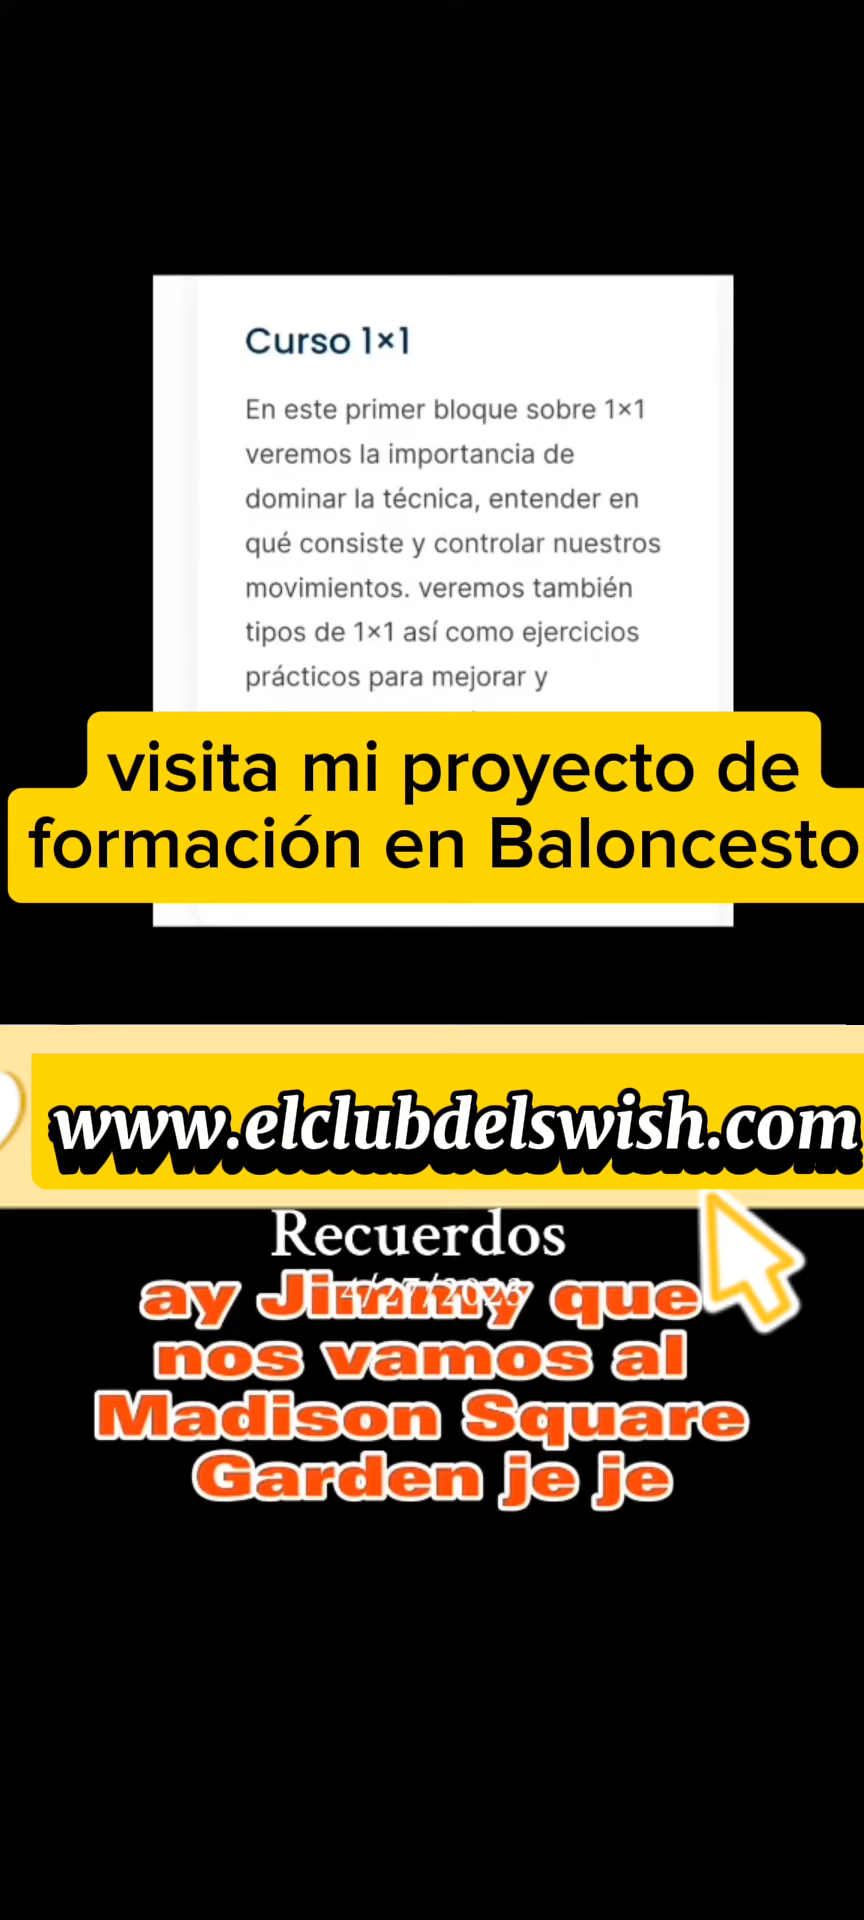 Curso 1×1
En este primer bloque sobre 1×1
veremos la importancia de
dominar la técnica, entender en
qué consiste y controlar nuestros
movimientos. veremos también
tipos de 1×1 así como ejercicios
prácticos para mejorar y
visita mi proyecto de
formación en Baloncesto
www.elclubdelswish.com
Recuerdos
4/27/2023
ay Jimmy que
nos vamos al
Madison Square
Garden je je